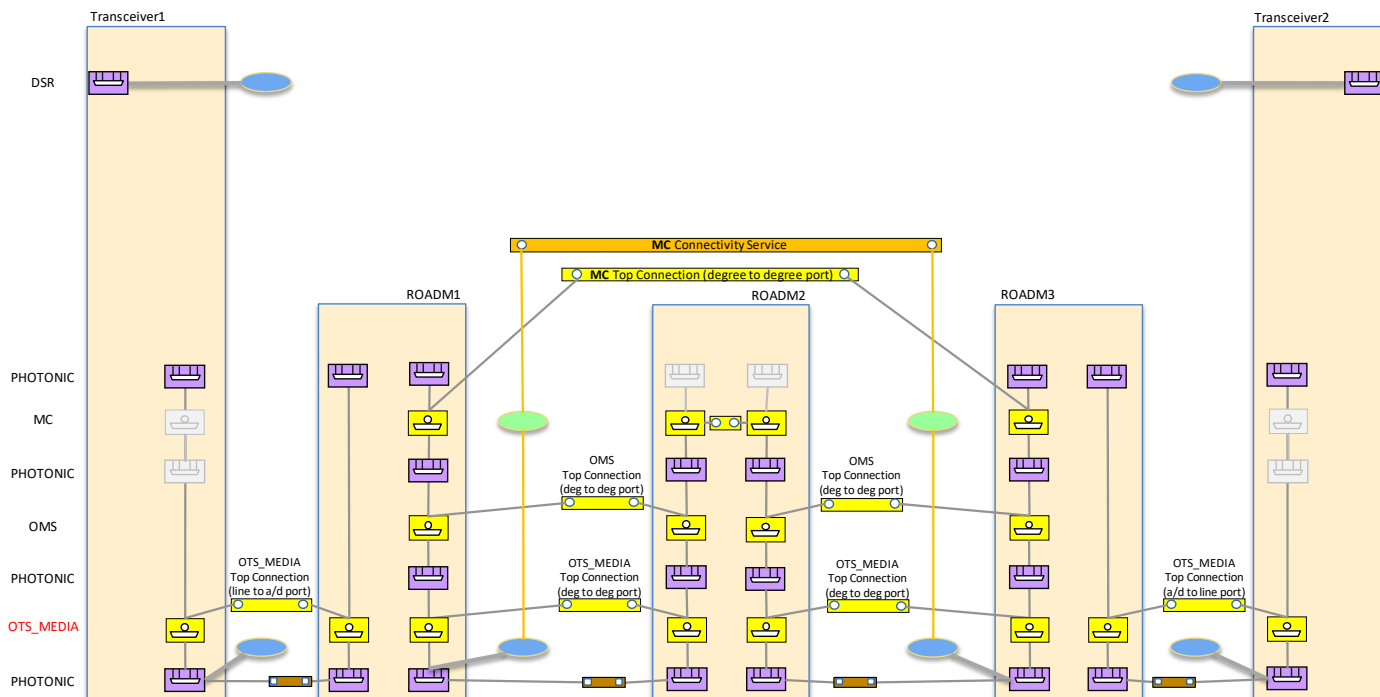 Transceiver1
Transceiver2
DSR
MC Connectivity Service
MC Top Connection (degree to degree port)
ROADM1
ROADM2
ROADM3
PHOTONIC
MC
PHOTONIC
OMS
Top Connection
(deg to deg port)
OMS
Top Connection
(deg to deg port)
OMS
PHOTONIC
OTS_MEDIA
Top Connection
(line to a/d port)
OTS_MEDIA
Top Connection
(deg to deg port)
OTS_MEDIA
Top Connection
(deg to deg port)
OTS_MEDIA
Top Connection
(a/d to line port)
OTS_MEDIA
PHOTONIC